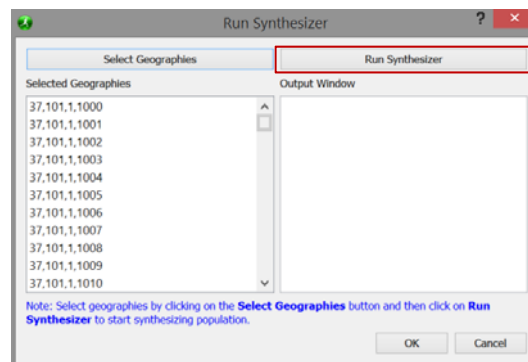 Run Synthesizer
?
×
Select Geographies
Run Synthesizer
Selected Geographies
Output Window
37,101,1,1000
37,101,1,1001
37,101,1,1002
37,101,1,1003
37,101,1,1004
37,101,1,1005
37,101,1,1006
37,101,1,1007
37,101,1,1008
37,101,1,1009
37,101,1,1010
Note: Select geographies by clicking on the Select Geographies button and then click on Run
Synthesizer to start synthesizing population.
OK
Cancel